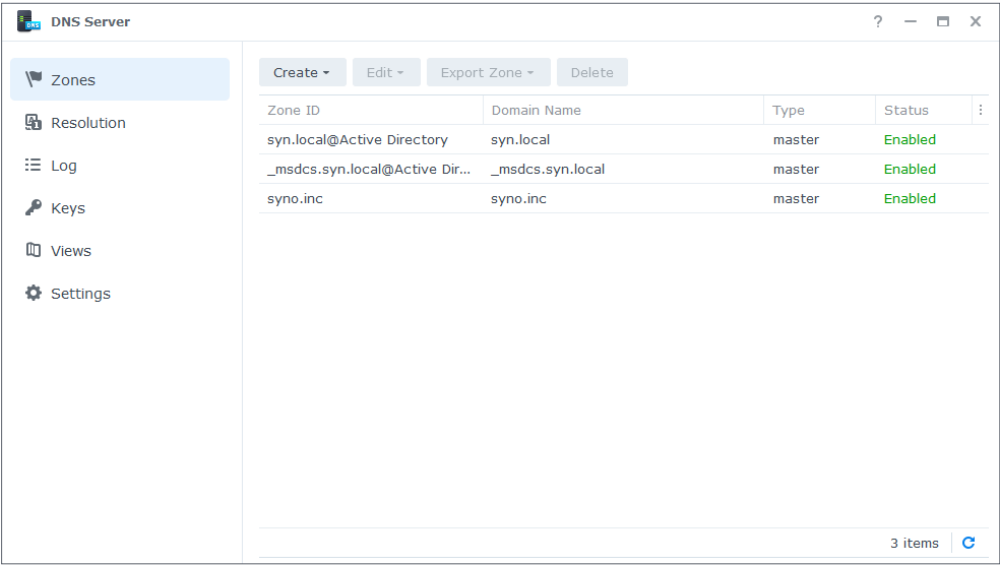 DNS Server
Zones
Resolution
Log
Keys
Views
Settings
Create Edit Export Zone Delete
Zone ID Domain Name Type Status
syn.local@Active Directory syn.local master Enabled
_msdcs.syn.local@Active Dir... _msdcs.syn.local master Enabled
syno.inc syno.inc master Enabled
3 items